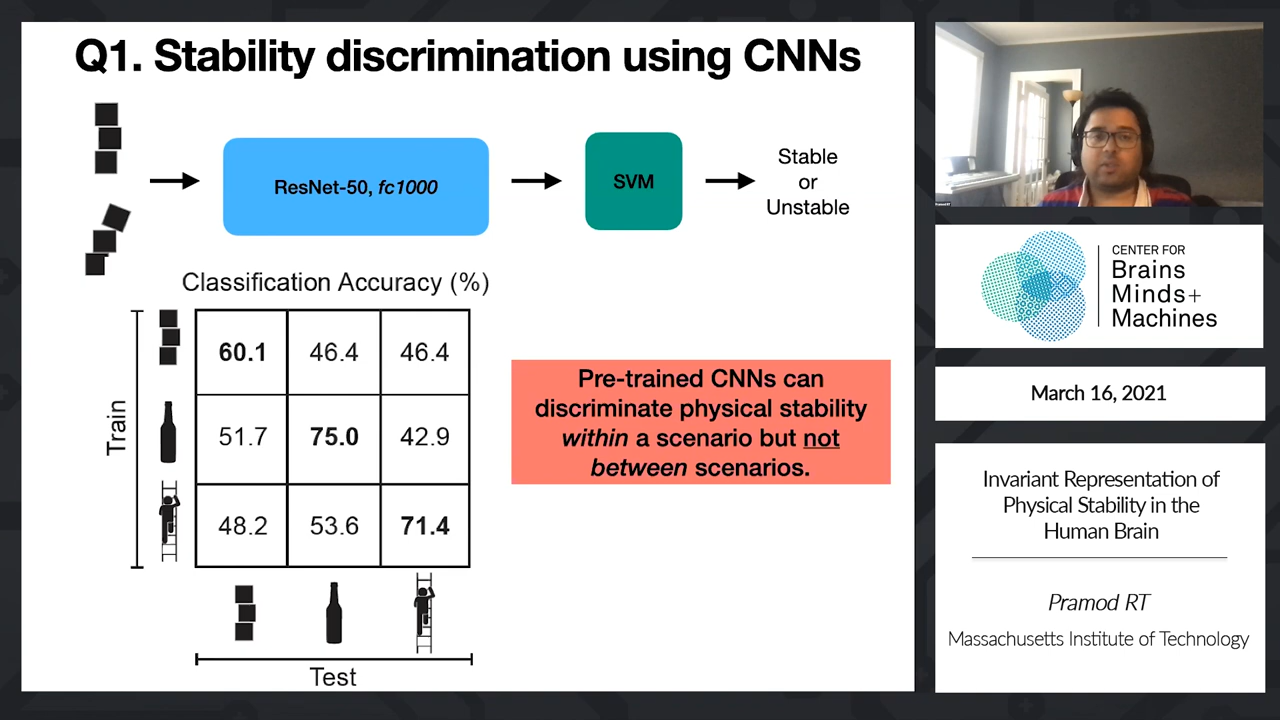 Q1. Stability discrimination using CNNs
ResNet-50, fc1000
SVM
Stable
or
Unstable
Classification Accuracy (%)
Train
60.1 46.4 46.4
51.7 75.0 42.9
48.2 53.6 71.4
Test
Pre-trained CNNs can
discriminate physical stability
within a scenario but not
between scenarios.
Pramod RT
CENTER FOR
Brains
Minds+
Machines
March 16, 2021
Invariant Representation of
Physical Stability in the
Human Brain
Pramod RT
Massachusetts Institute of Technology